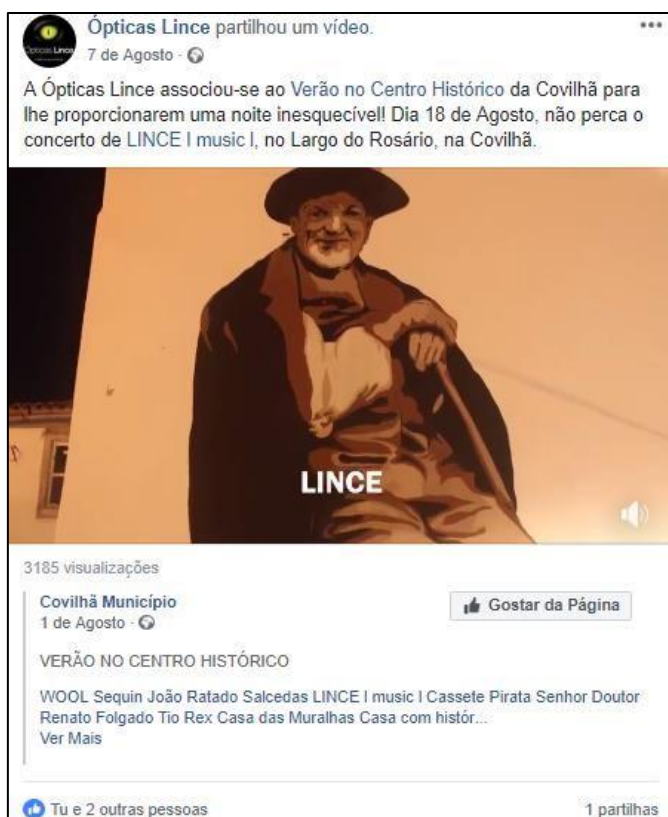 Ópticas Lince partilhou um vídeo.
7 de Agosto ·
A Ópticas Lince associou-se ao Verão no Centro Histórico da Covilhã para
lhe proporcionarem uma noite inesquecível! Dia 18 de Agosto, não perca o
concerto de LINCE l music l, no Largo do Rosário, na Covilhã.
LINCE
3185 visualizações
Covilhã Município
Gostar da Página
1 de Agosto ·
VERÃO NO CENTRO HISTÓRICO
WOOL Sequin João Ratado Salcedas LINCE l music l Cassete Pirata Senhor Doutor
Renato Folgado Tio Rex Casa das Muralhas Casa com histór...
Ver Mais
Tu e 2 outras pessoas
1 partilhas